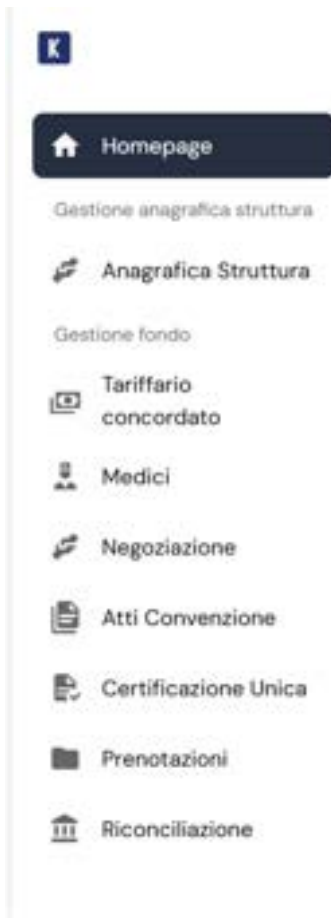 K
Homepage
Gestione anagrafica struttura
Anagrafica Struttura
Gestione fondo
Tariffario
concordato
Medici
Negoziazione
Atti Convenzione
Certificazione Unica
Prenotazioni
Riconciliazione